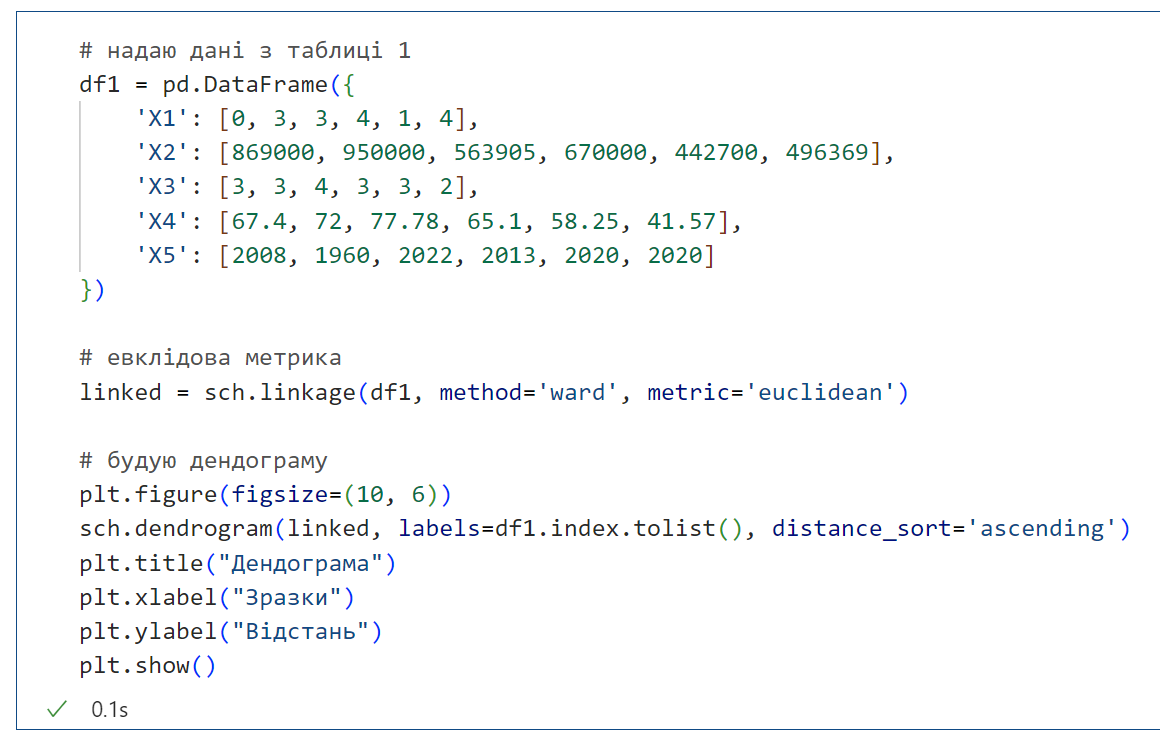 # надаю дані з таблиці 1
df1 = pd.DataFrame({
    'X1': [0, 3, 3, 4, 1, 4],
    'X2': [869000, 950000, 563905, 670000, 442700, 496369],
    'X3': [3, 3, 4, 3, 3, 2],
    'X4': [67.4, 72, 77.78, 65.1, 58.25, 41.57],
    'X5': [2008, 1960, 2022, 2013, 2020, 2020]
})
# евклідова метрика
linked = sch.linkage(df1, method='ward', metric='euclidean')
# будую дендограму
plt.figure(figsize=(10, 6))
sch.dendrogram(linked, labels=df1.index.tolist(), distance_sort='ascending')
plt.title("Дендограма")
plt.xlabel("Зразки")
plt.ylabel("Відстань")
plt.show()
0.1s